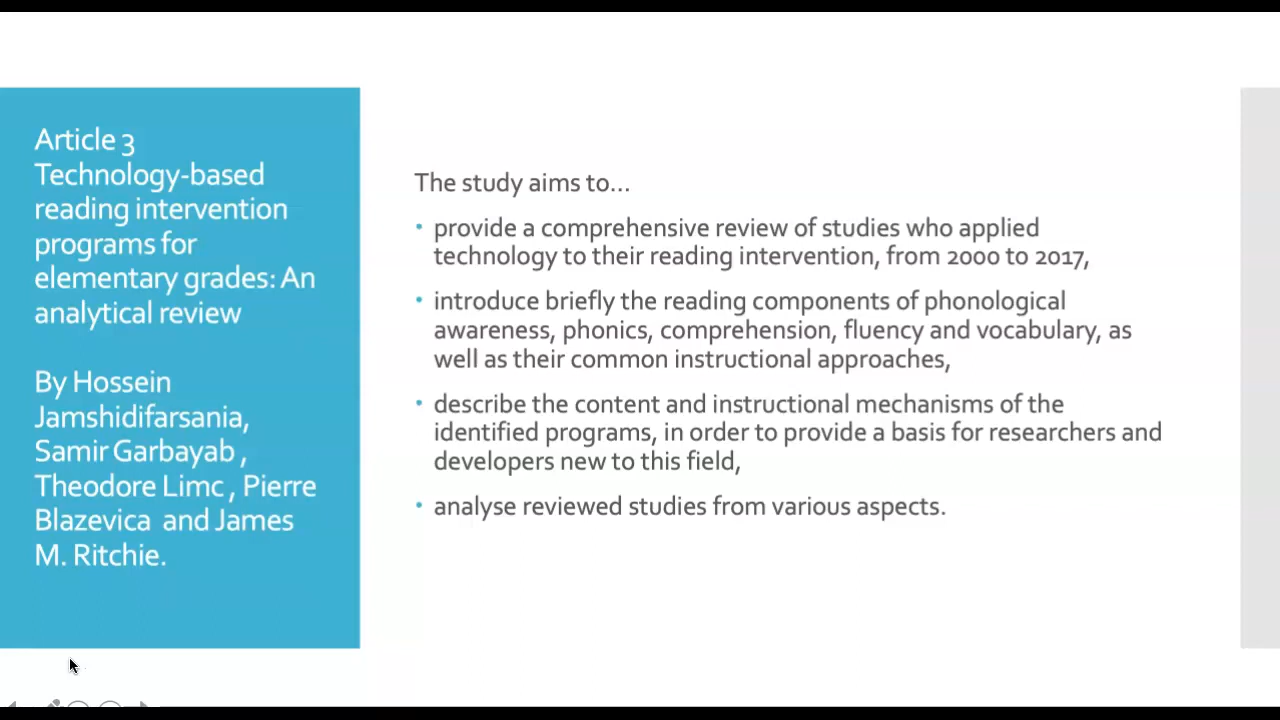 Article 3
Technology-based
reading intervention
programs for
elementary grades: An
analytical review
By Hossein
Jamshidifarsania,
Samir Garbayab ,
Theodore Limc , Pierre
Blazevica and James
M. Ritchie.
The study aims to...
• provide a comprehensive review of studies who applied
technology to their reading intervention, from 2000 to 2017,
• introduce briefly the reading components of phonological
awareness, phonics, comprehension, fluency and vocabulary, as
well as their common instructional approaches,
• describe the content and instructional mechanisms of the
identified programs, in order to provide a basis for researchers and
developers new to this field,
• analyse reviewed studies from various aspects.